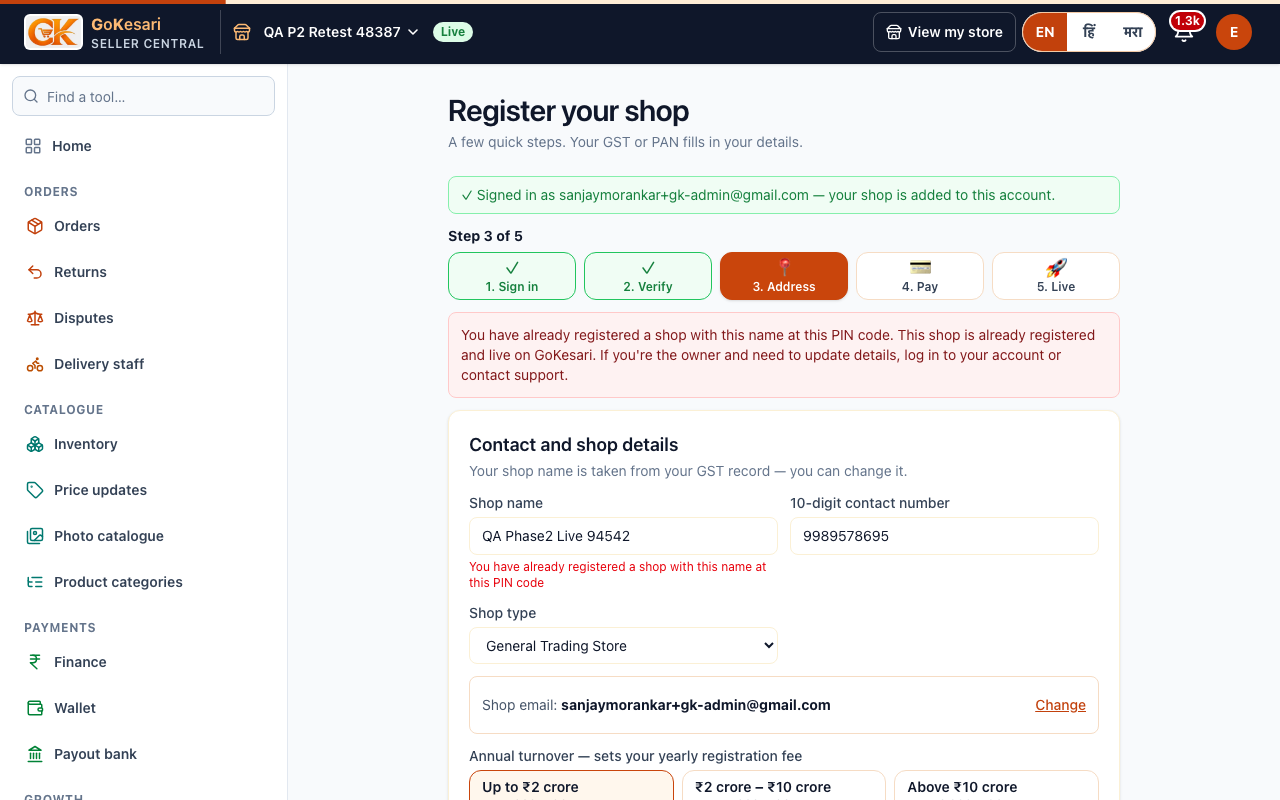 GK
GoKesari
SELLER CENTRAL
QA P2 Retest 48387
Live
View my store
EN
हिं
मरा
1.3k
E
Find a tool...
Home
ORDERS
Orders
Returns
Disputes
Delivery staff
CATALOGUE
Inventory
Price updates
Photo catalogue
Product categories
PAYMENTS
Finance
Wallet
Payout bank
GROWTH
Register your shop
A few quick steps. Your GST or PAN fills in your details.
✓ Signed in as sanjaymorankar+gk-admin@gmail.com — your shop is added to this account.
Step 3 of 5
1. Sign in
2. Verify
3. Address
4. Pay
5. Live
You have already registered a shop with this name at this PIN code. This shop is already registered
and live on GoKesari. If you're the owner and need to update details, log in to your account or
contact support.
Contact and shop details
Your shop name is taken from your GST record — you can change it.
Shop name
10-digit contact number
QA Phase2 Live 94542
9989578695
You have already registered a shop with this name at
this PIN code
Shop type
General Trading Store
Shop email: sanjaymorankar+gk-admin@gmail.com
Change
Annual turnover — sets your yearly registration fee
Up to ₹2 crore
₹2 crore – ₹10 crore
Above ₹10 crore